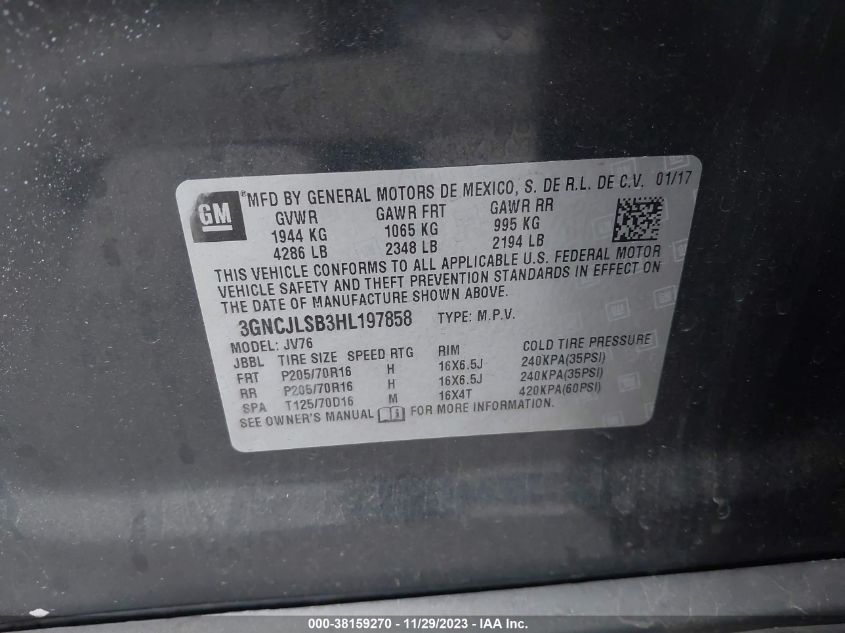 GM
®MFD BY GENERAL MOTORS DE MEXICO, S. DE R.L. DE C.V. 01/17
GVWR GAWR FRT GAWR RR
1944 KG 1065 KG 995 KG
4286 LB 2348 LB 2194 LB
THIS VEHICLE CONFORMS TO ALL APPLICABLE U.S. FEDERAL MOTOR
VEHICLE SAFETY AND THEFT PREVENTION STANDARDS IN EFFECT ON
THE DATE OF MANUFACTURE SHOWN ABOVE.
3GNCJLSB3HL197858 TYPE: M.P.V.
MODEL: JV76
JBBL TIRE SIZE SPEED RTG RIM COLD TIRE PRESSURE
FRT P205/70R16 H 16X6.5J 240KPA(35PSI)
RR P205/70R16 H 16X6.5J 240KPA(35PSI)
SPA T125/70D16 M 16X4T 420KPA(60PSI)
SEE OWNER'S MANUAL FOR MORE INFORMATION.
000-38159270 - 11/29/2023 - IAA Inc.